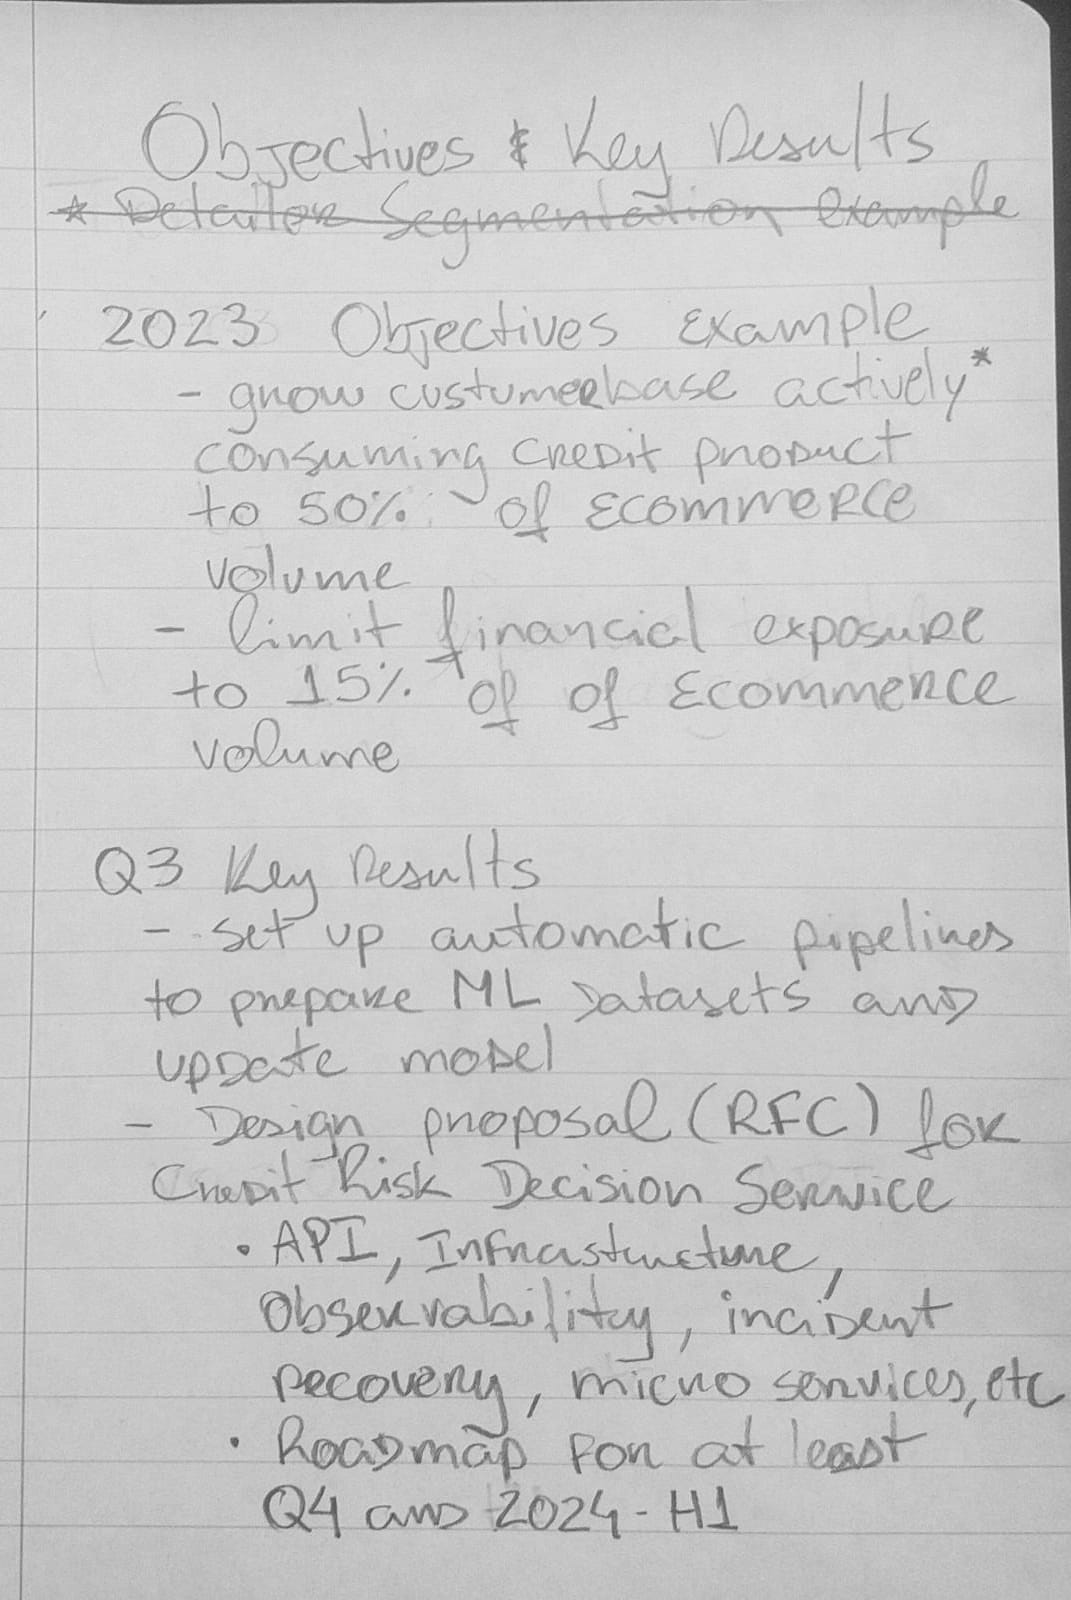 Objectives & Key Results
* Detailor Segmentation example
2023 Objectives Example
- grow custumerbase actively*
consuming credit product
to 50% of Ecommerce
volume
- limit financial exposure
to 15% of of Ecommerce
volume
Q3 Key Results
- set up automatic pipelines
to prepare ML Datasets and
update model
- Design proposal (RFC) for
Credit Risk Decision Service
• API, Infrastructure,
Observability, incident
recovery, micro services, etc
• Roadmap for at least
Q4 and 2024 - H1